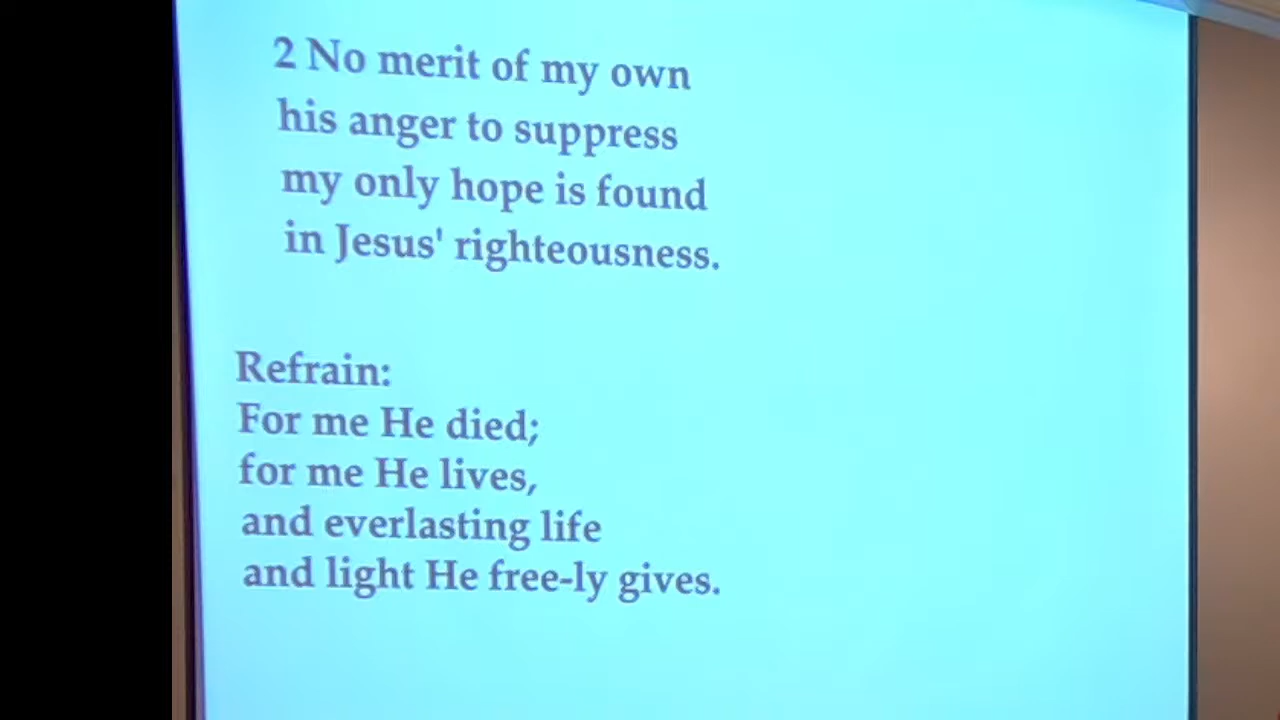 2 No merit of my own
his anger to suppress
my only hope is found
in Jesus' righteousness.
Refrain:
For me He died;
for me He lives,
and everlasting life
and light He free-ly gives.